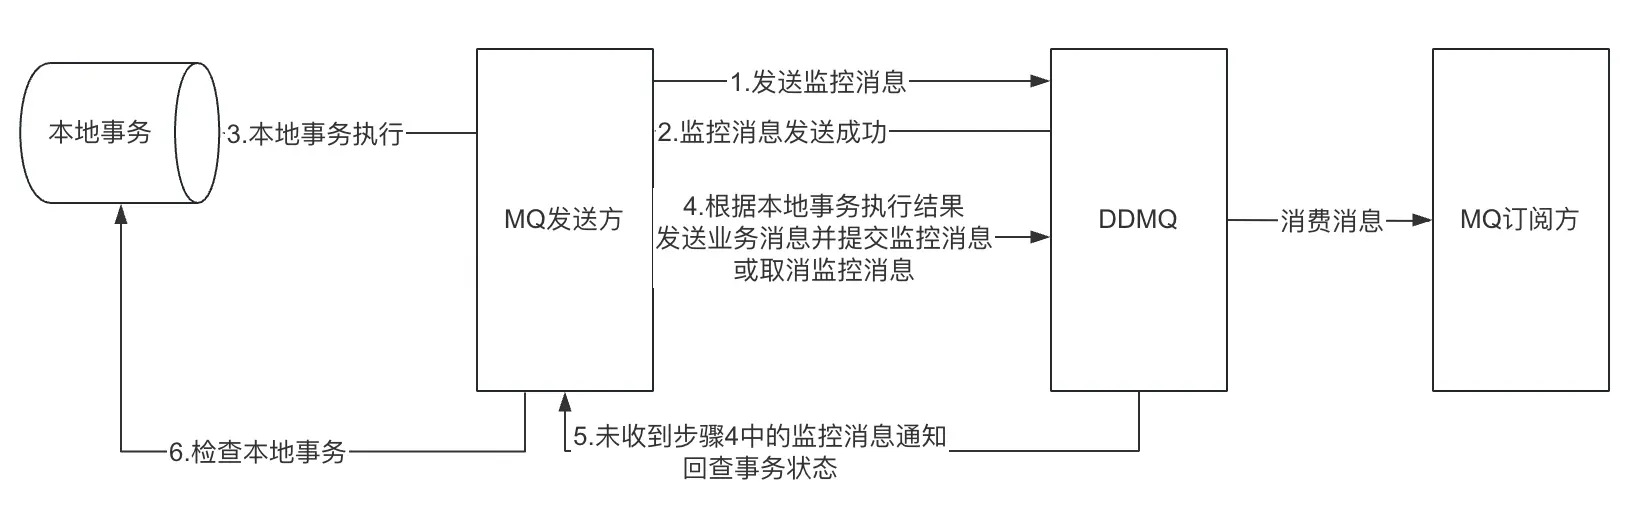 1.发送监控消息
本地事务
3.本地事务执行
2.监控消息发送成功
MQ发送方
4.根据本地事务执行结果
发送业务消息并提交监控消息
或取消监控消息
DDMQ
消费消息
MQ订阅方
5.未收到步骤4中的监控消息通知
回查事务状态
6.检查本地事务